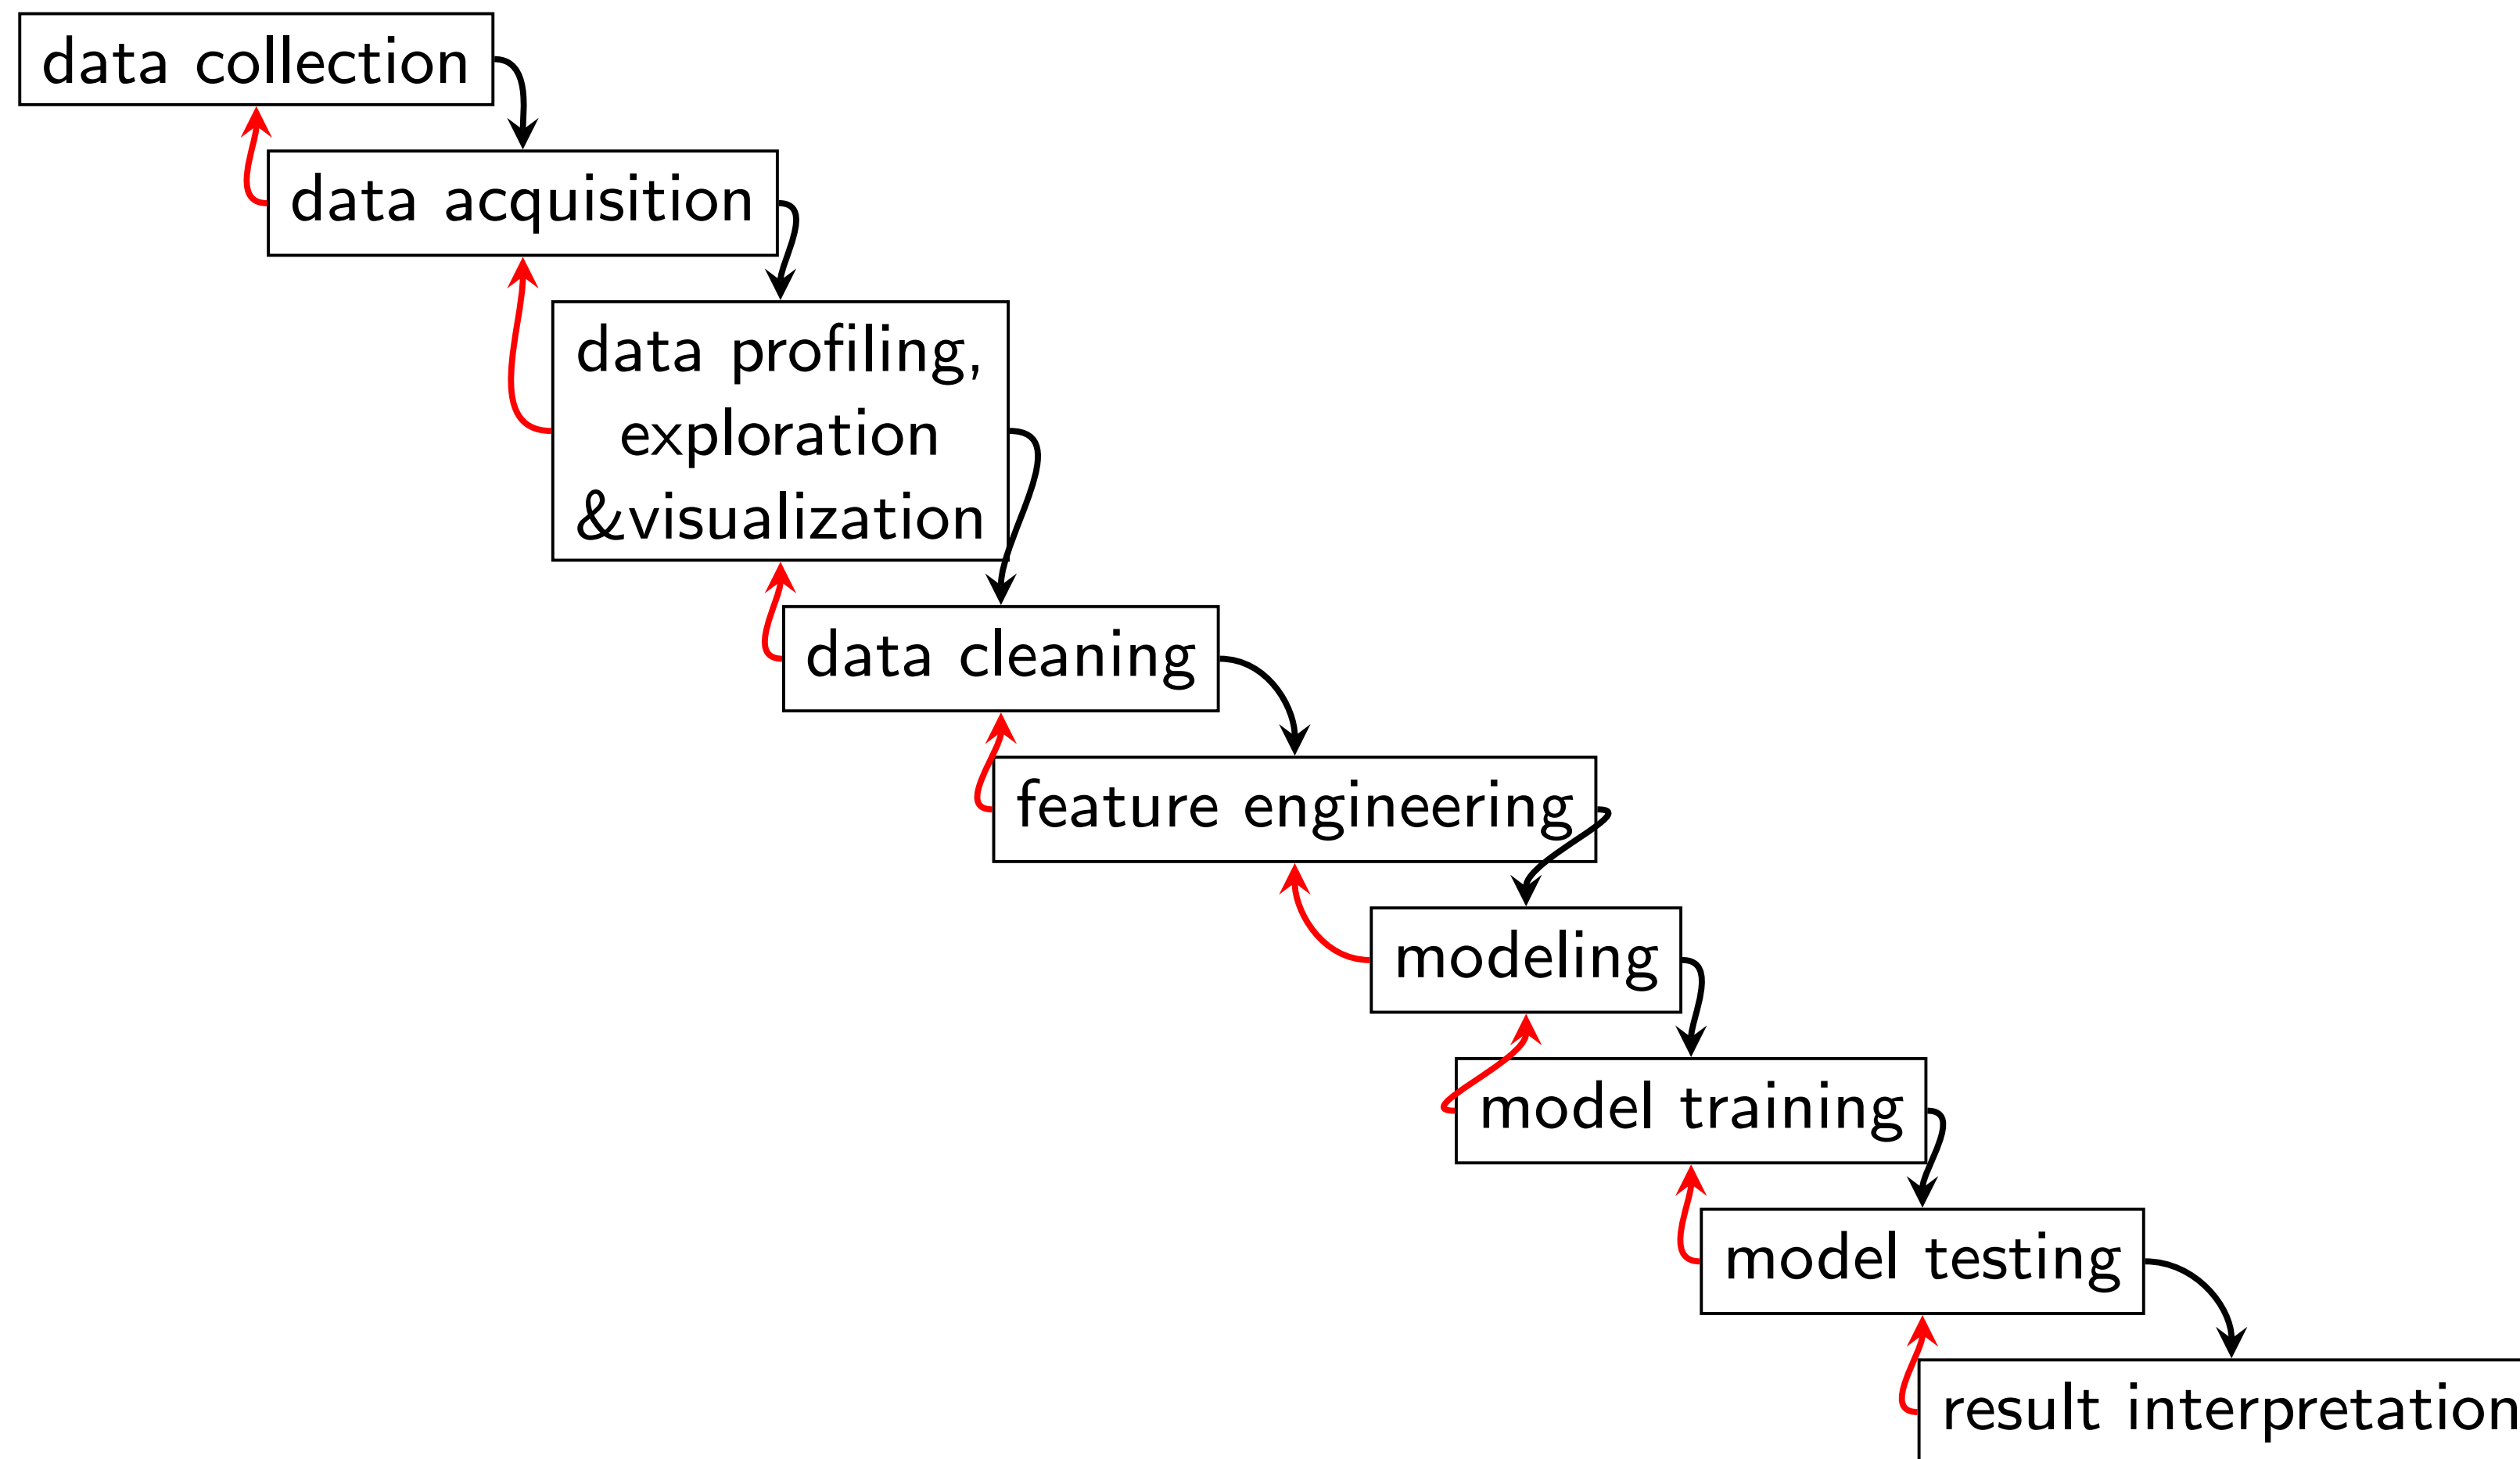 data collection
data acquisition
data profiling,
exploration
&visualization
data cleaning
feature engineering
modeling
model training
model testing
result interpretation